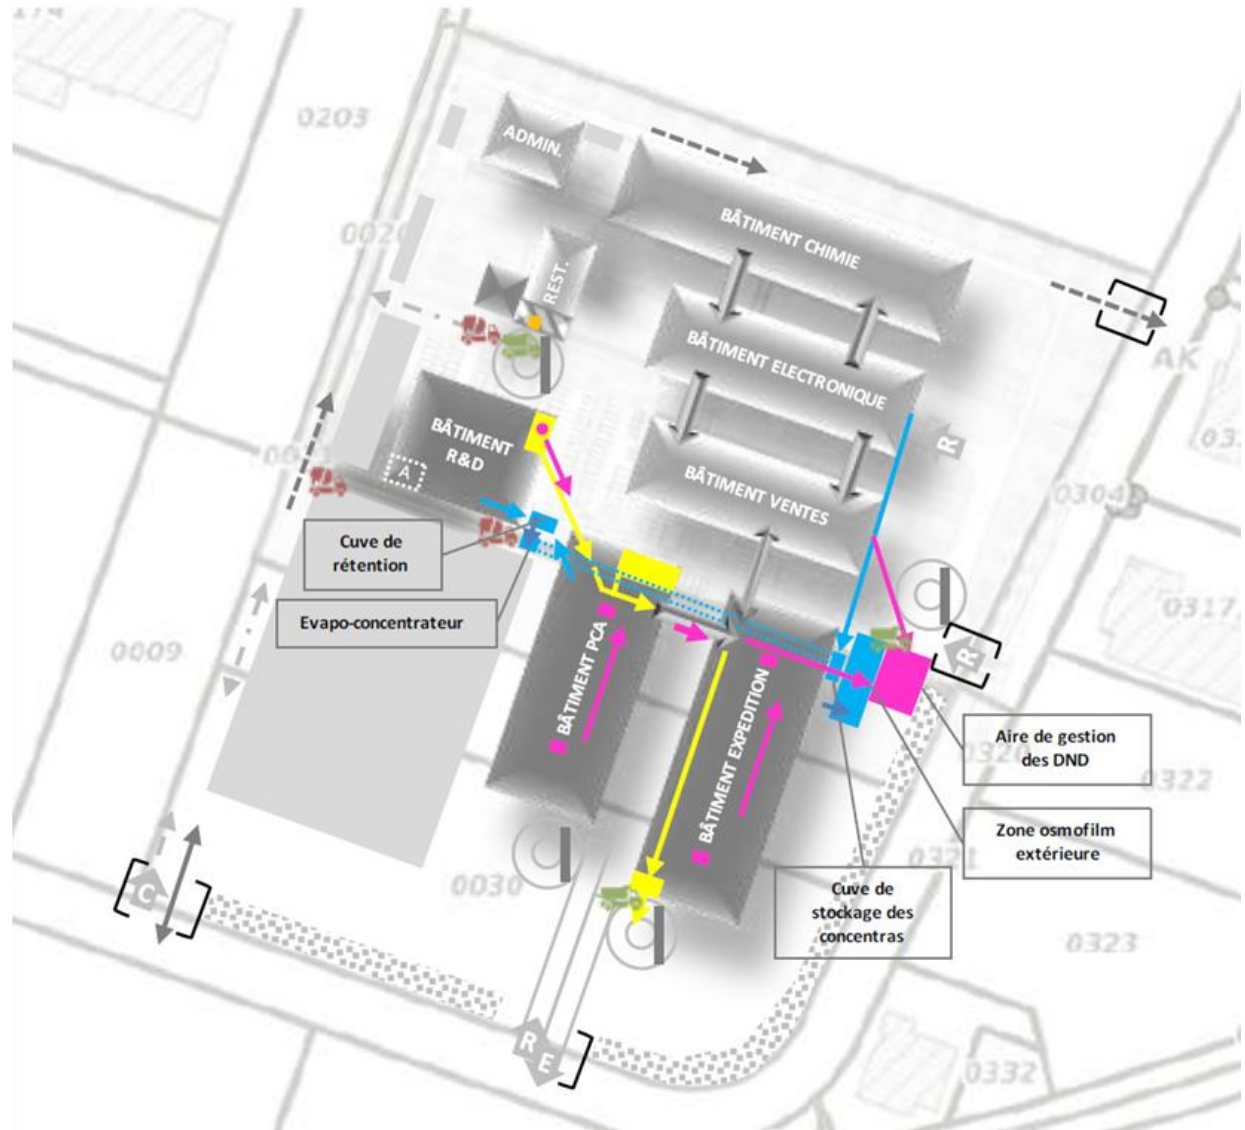 0203
ADMIN.
BÂTIMENT CHIMIE
REST.
AK
BÂTIMENT ELECTRONIQUE
R
BÂTIMENT
R&D
A
BÂTIMENT VENTES
0304
Cuve de
rétention
Evapo-concentrateur
0317
0009
BÂTIMENT PCA
BÂTIMENT EXPEDITION
R
Aire de gestion
des DND
0320
0322
Zone osmofilm
extérieure
0321
0030
C
Cuve de
stockage des
concentras
0323
R
E
0332